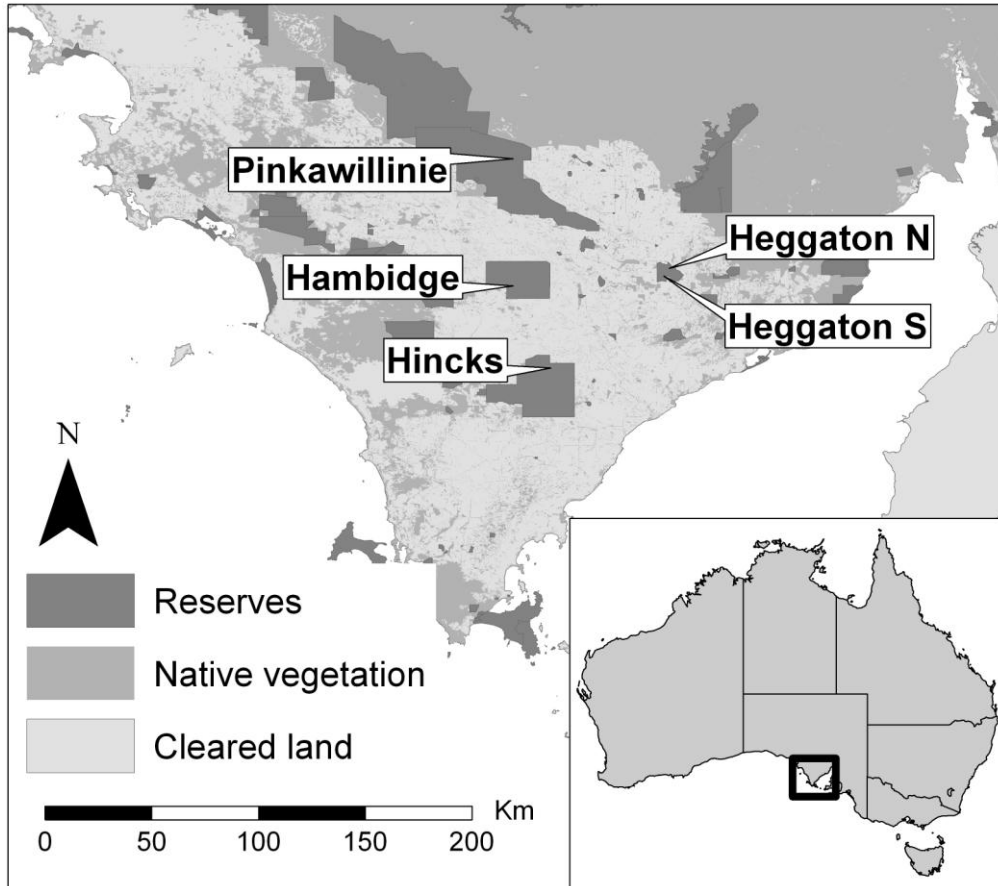 Pinkawillinie
Heggaton N
Hambidge
Heggaton S
Hincks
N
Reserves
Native vegetation
Cleared land
Km
0 50 100 150 200